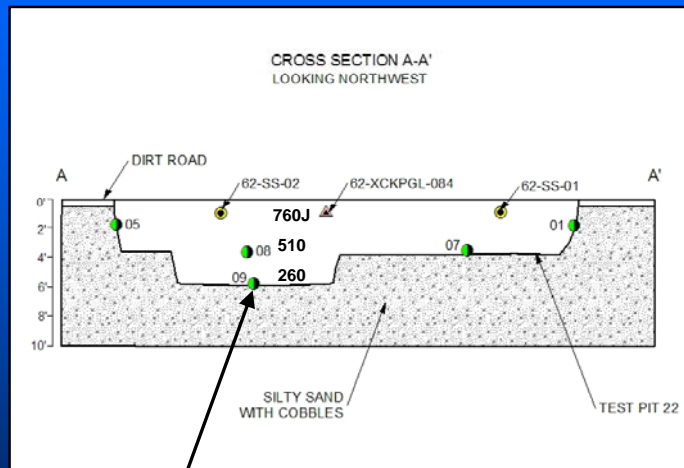 CROSS SECTION A-A'
LOOKING NORTHWEST
A
DIRT ROAD
62-SS-02
62-XCKPGL-084
62-SS-01
A'
0'
760J
05
01
2'
510
08
07
4'
09
260
6'
8'
10'
SILTY SAND
WITH COBBLES
TEST PIT 22